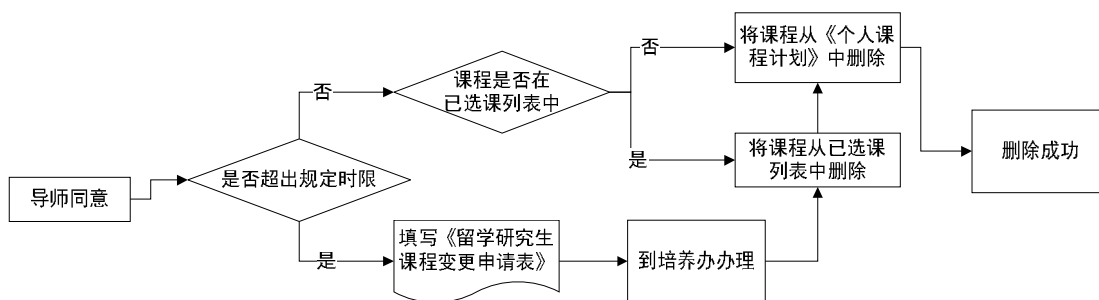 导师同意
是否超出规定时限
否
课程是否在
已选课列表中
否
将课程从《个人课
程计划》中删除
是
将课程从已选课
列表中删除
删除成功
是
填写《留学研究生
课程变更申请表》
到培养办办理